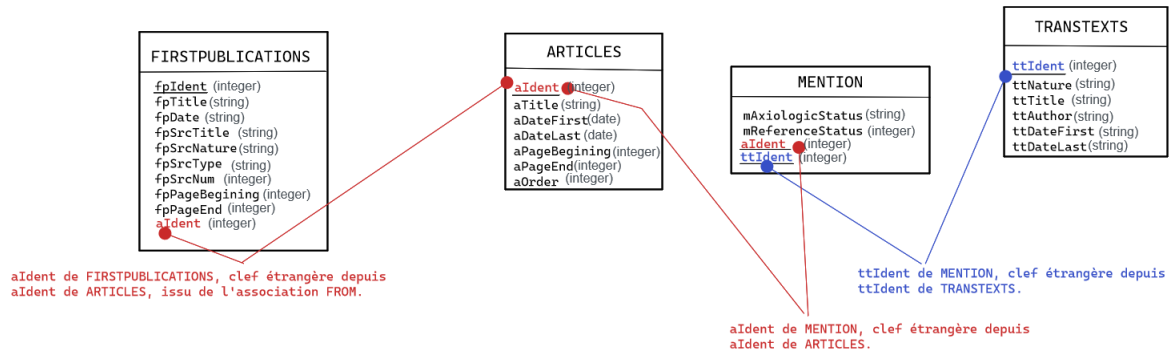 FIRSTPUBLICATIONS
fpIdent (integer)
fpTitle (string)
fpDate (string)
fpSrcTitle (string)
fpSrcNature (string)
fpSrcType (string)
fpSrcNum (integer)
fpPageBegining (integer)
fpPageEnd (integer)
aIdent (integer)
ARTICLES
aIdent (integer)
aTitle (string)
aDateFirst (date)
aDateLast (date)
aPageBegining (integer)
aPageEnd (integer)
aOrder (integer)
MENTION
mAxiologicStatus (string)
mReferenceStatus (integer)
aIdent (integer)
ttIdent (integer)
TRANSTEXTS
ttIdent (integer)
ttNature (string)
ttTitle (string)
ttAuthor (string)
ttDateFirst (string)
ttDateLast (string)
aIdent de FIRSTPUBLICATIONS, clef étrangère depuis
aIdent de ARTICLES, issu de l'association FROM.
ttIdent de MENTION, clef étrangère depuis
ttIdent de TRANSTEXTS.
aIdent de MENTION, clef étrangère depuis
aIdent de ARTICLES.